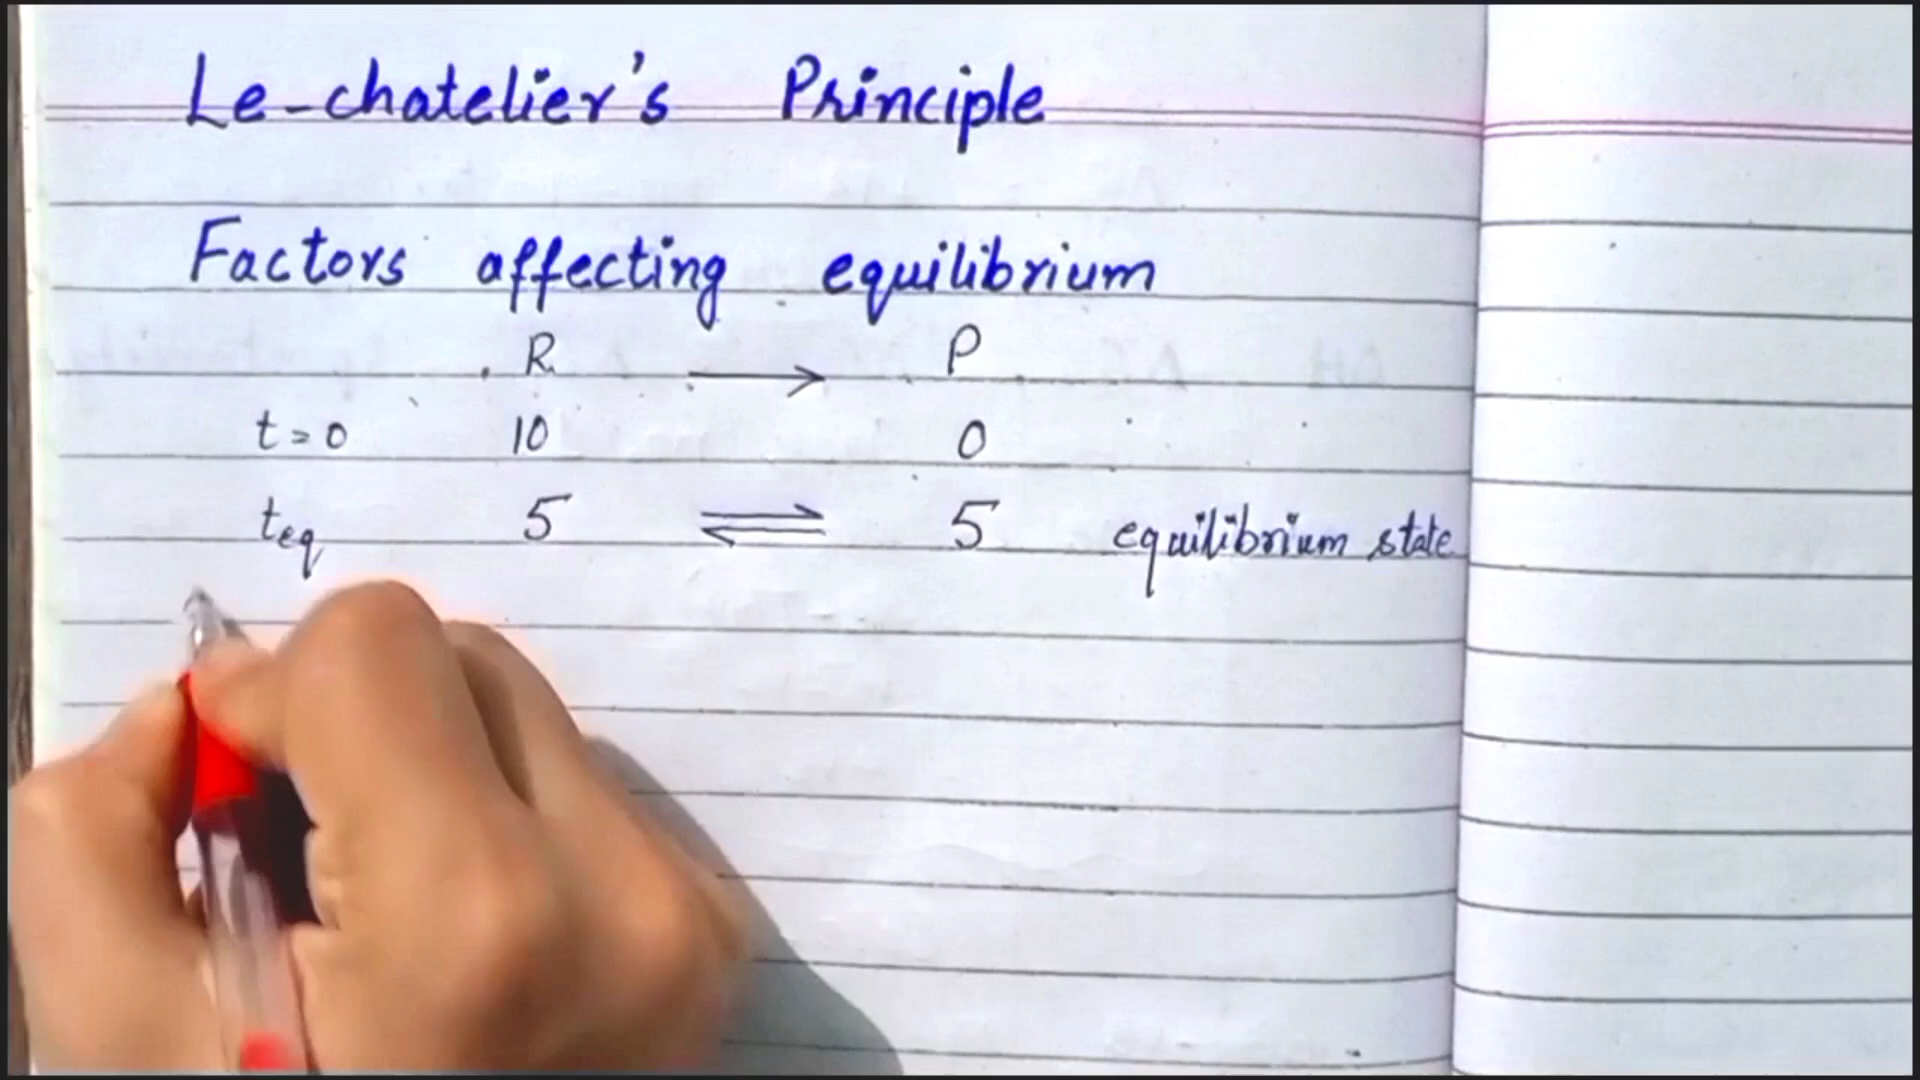 Le-chatelier's Principle
Factors affecting equilibrium
R ⟶ P
t=0 10 0
teq 5 ⇌ 5 equilibrium state